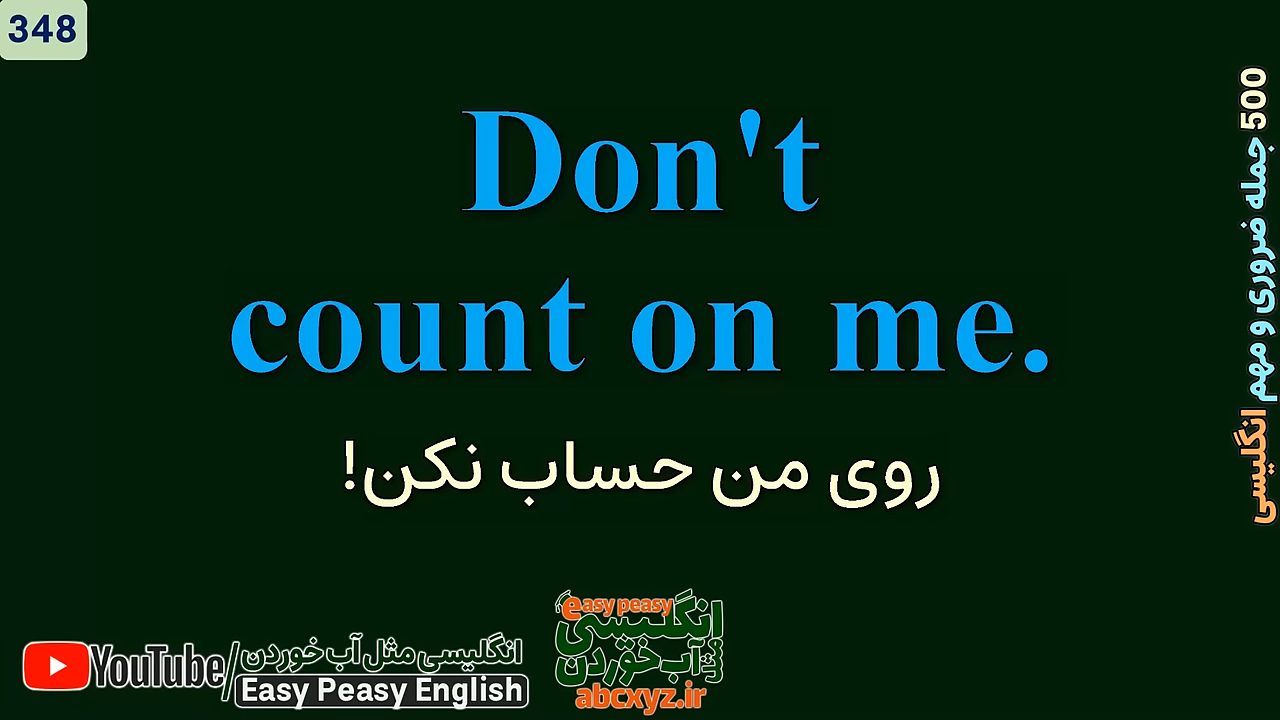 348
Don't
count on me.
روی من حساب نکن!
500 جمله ضروری و مهم انگلیسی
YouTube/انگلیسی مثل آب خوردن
Easy Peasy English
easy peasy
انگلیسی
مثل آب خوردن
abcxyz.ir